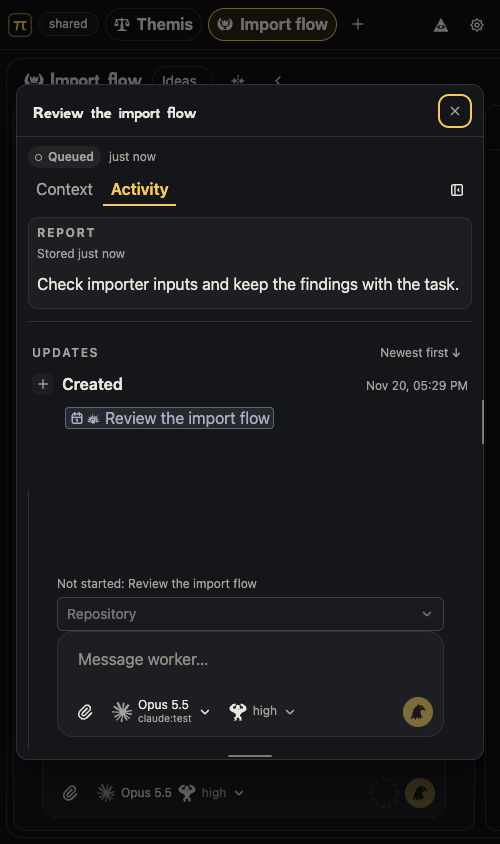 π shared Themis Import flow +
Import flow Ideas
Review the import flow
Queued just now
Context Activity
REPORT
Stored just now
Check importer inputs and keep the findings with the task.
UPDATES Newest first ↓
Created Nov 20, 05:29 PM
Review the import flow
Not started: Review the import flow
Repository
Message worker...
Opus 5.5 high
claude:test
Opus 5.5 high